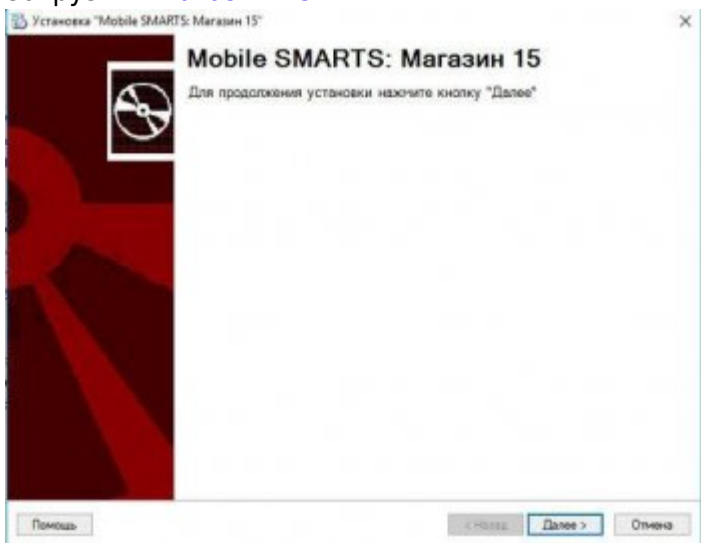 Установка "Mobile SMARTS: Магазин 15"
Mobile SMARTS: Магазин 15
Для продолжения установки нажмите кнопку "Далее"
Помощь
< Назад
Далее >
Отмена